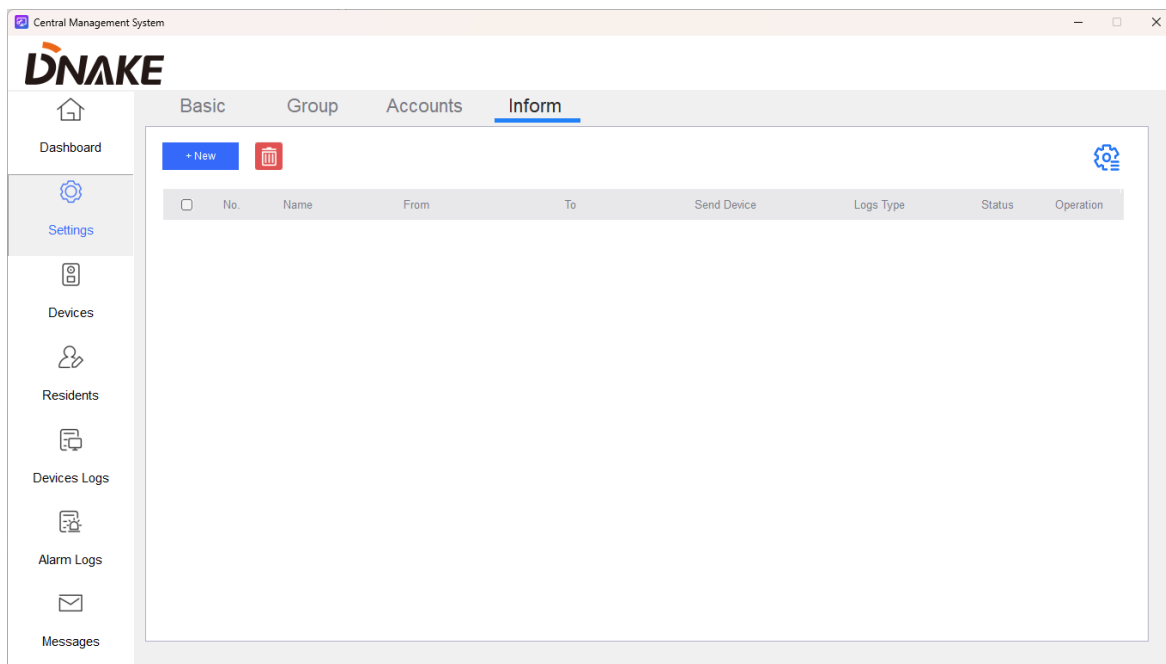 Central Management System
DNAKE
Dashboard
Settings
Devices
Residents
Devices Logs
Alarm Logs
Messages
Basic Group Accounts Inform
+ New
No. Name From To Send Device Logs Type Status Operation